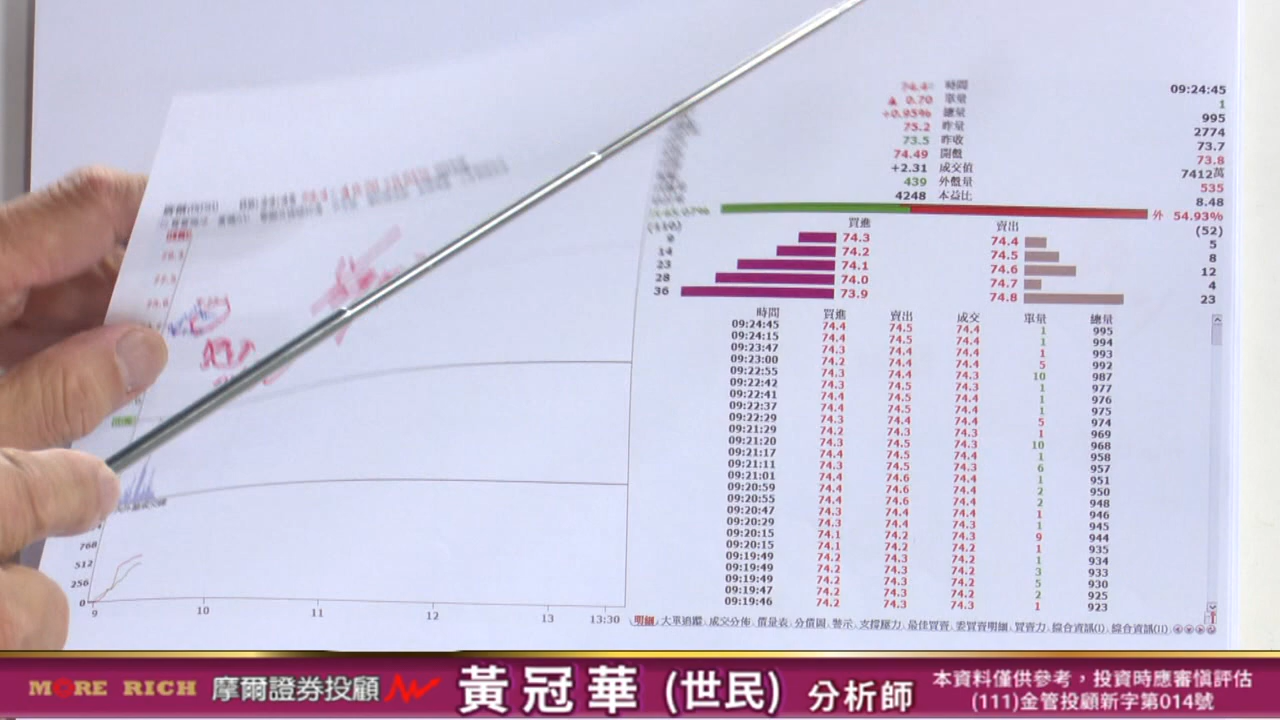 74.4 時間 09:24:45
▲ 0.70 單量 1
+0.95% 總量 995
75.2 昨量 2774
73.5 昨收 73.7
74.49 開盤 73.8
+2.31 成交值 7412萬
439 外盤量 535
4248 本益比 8.48
外 54.93%
買進 賣出 (52)
9 74.3 74.4 5
14 74.2 74.5 8
23 74.1 74.6 12
28 74.0 74.7 4
36 73.9 74.8 23
時間 買進 賣出 成交 單量 總量
09:24:45 74.4 74.5 74.4 1 995
09:24:15 74.4 74.5 74.4 1 994
09:23:47 74.3 74.4 74.4 1 993
09:23:00 74.2 74.4 74.4 5 992
09:22:55 74.3 74.4 74.3 10 987
09:22:42 74.3 74.5 74.3 1 977
09:22:41 74.4 74.5 74.4 1 976
09:22:37 74.4 74.5 74.4 1 975
09:22:29 74.3 74.4 74.4 5 974
09:21:29 74.2 74.3 74.3 1 969
09:21:20 74.3 74.5 74.3 10 968
09:21:17 74.4 74.5 74.4 1 958
09:21:11 74.3 74.5 74.3 6 957
09:21:01 74.4 74.6 74.4 1 951
09:20:59 74.4 74.6 74.4 2 950
09:20:55 74.4 74.5 74.4 2 948
09:20:47 74.3 74.4 74.4 1 946
09:20:29 74.3 74.4 74.3 1 945
09:20:15 74.1 74.2 74.2 9 944
09:20:15 74.1 74.2 74.2 1 935
09:19:49 74.2 74.3 74.2 1 934
09:19:49 74.2 74.3 74.2 3 933
09:19:49 74.2 74.3 74.2 5 930
09:19:47 74.2 74.3 74.2 2 925
09:19:46 74.2 74.3 74.3 1 923
768
512
256
0
9 10 11 12 13 13:30
明細 大單追蹤 成交分佈 價量表 分價圖 警示 支撐壓力 最佳買賣 委買賣明細 買賣力 綜合資訊(I) 綜合資訊(II)
MORE RICH 摩爾證券投顧 黃冠華 (世民) 分析師
本資料僅供參考，投資時應審慎評估
(111)金管投顧新字第014號